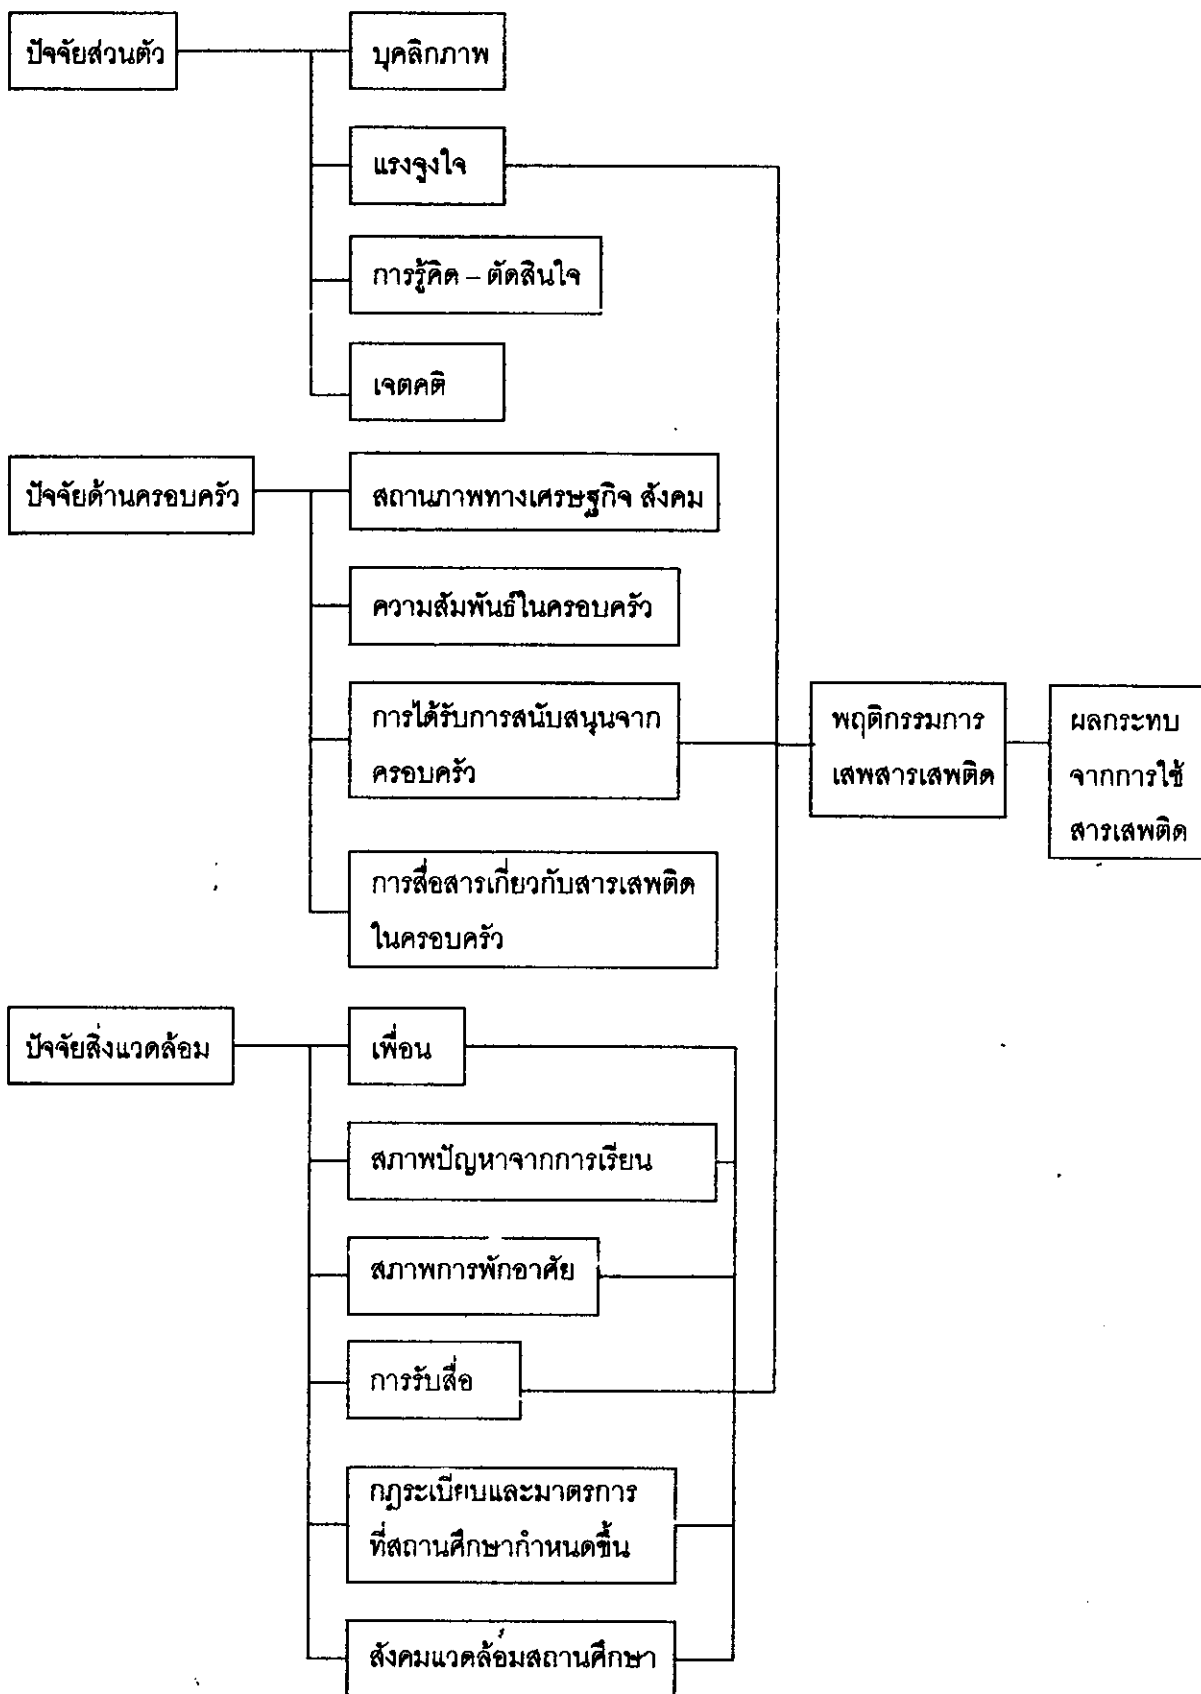 ปัจจัยส่วนตัว
บุคลิกภาพ
แรงจูงใจ
การรู้คิด – ตัดสินใจ
เจตคติ
ปัจจัยด้านครอบครัว
สถานภาพทางเศรษฐกิจ สังคม
ความสัมพันธ์ในครอบครัว
การได้รับการสนับสนุนจาก
ครอบครัว
การสื่อสารเกี่ยวกับสารเสพติด
ในครอบครัว
ปัจจัยสิ่งแวดล้อม
เพื่อน
สภาพปัญหาจากการเรียน
สภาพการพักอาศัย
การรับสื่อ
กฎระเบียบและมาตรการ
ที่สถานศึกษากำหนดขึ้น
สังคมแวดล้อมสถานศึกษา
พฤติกรรมการ
เสพสารเสพติด
ผลกระทบ
จากการใช้
สารเสพติด